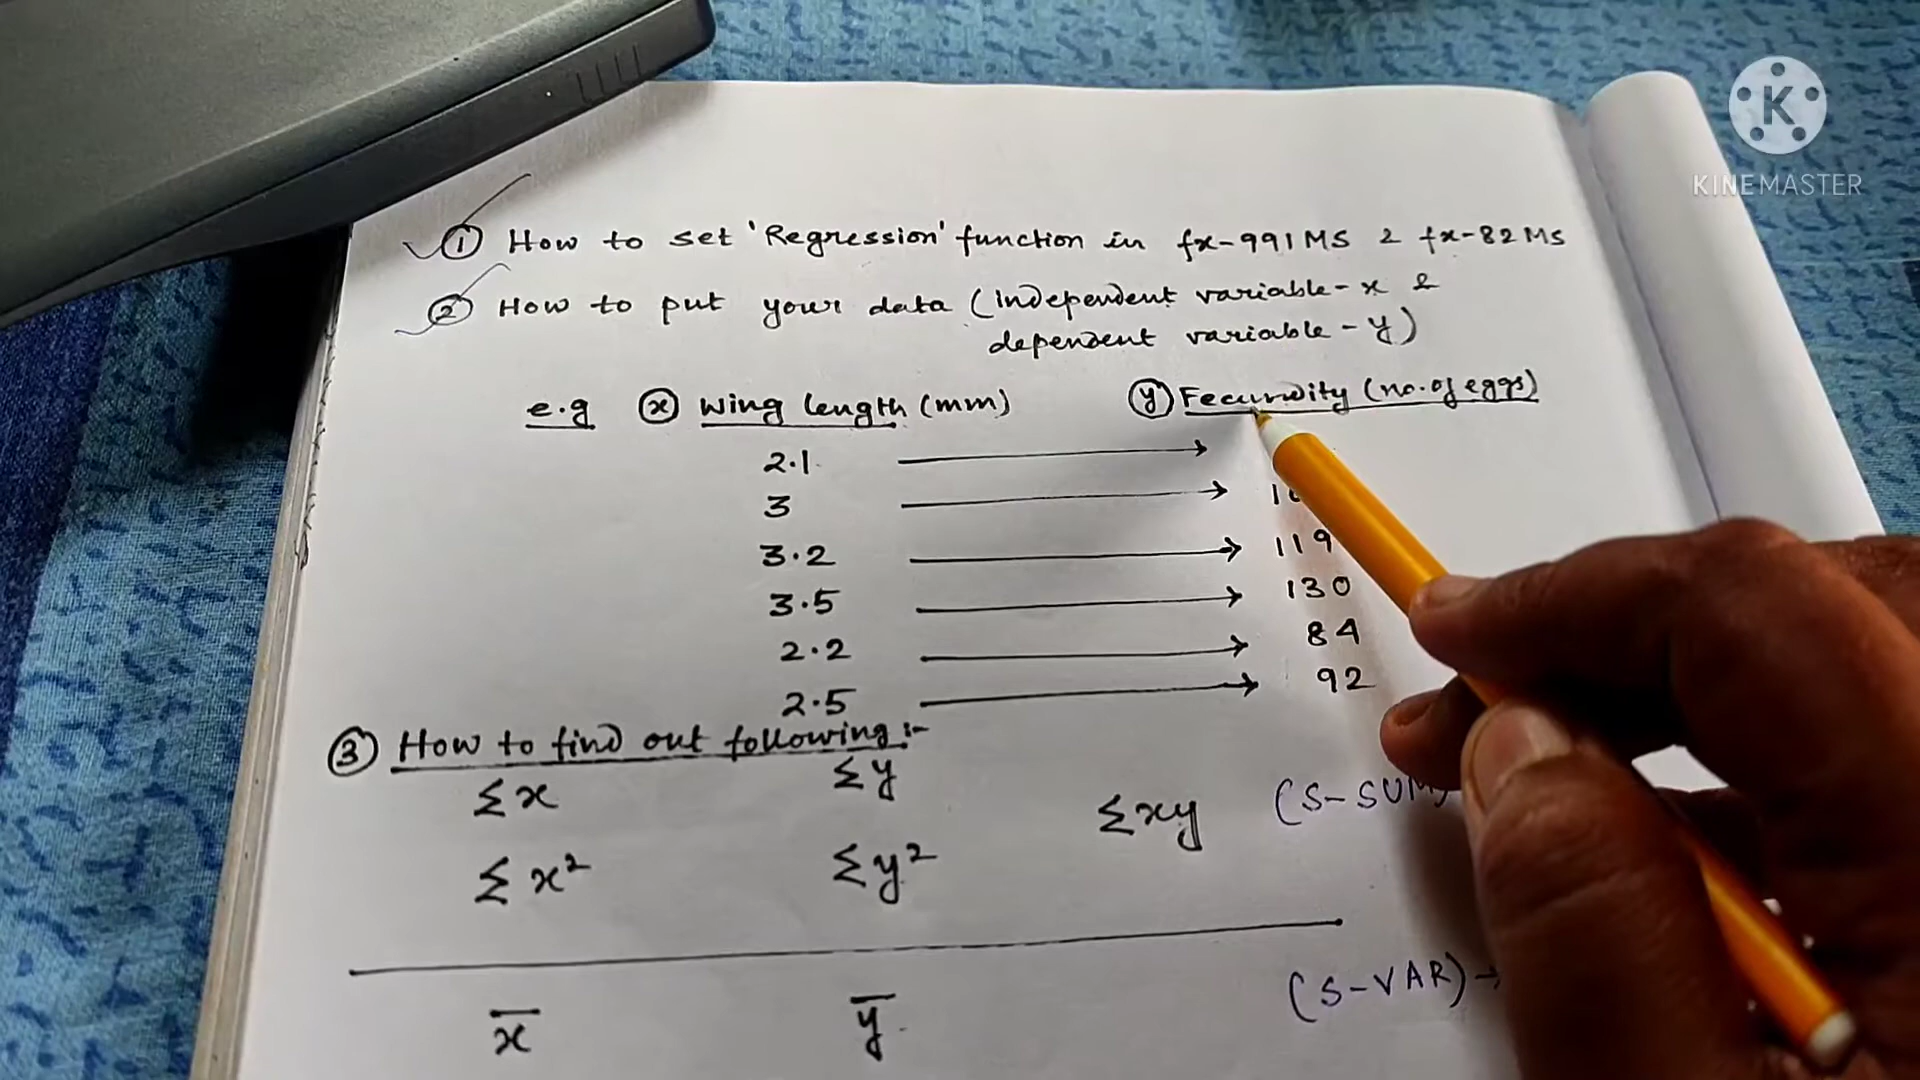 KINEMASTER
① How to set 'Regression' function in fx-991MS & fx-82MS
② How to put your data (independent variable-x &
dependent variable-y)
e.g ⓧ Wing length (mm) ⓨ Fecundity (no. of eggs)
2.1
3
3.2 119
3.5 130
2.2 84
2.5 92
③ How to find out following:-
Σx Σy
Σxy (S-SUM)
Σx² Σy²
x̅ y̅ (S-VAR)→